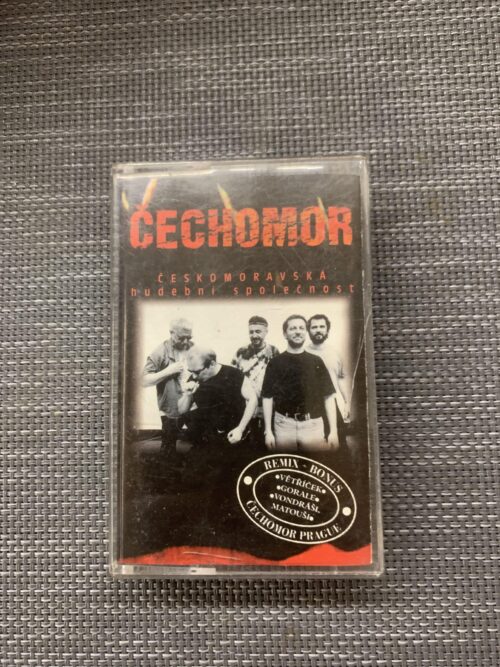 ČECHOMOR
ČESKOMORAVSKÁ
hudební společnost
REMIX - BONUS
•VĚTŘÍČEK•
•GORALE•
•VONDRÁŠ,
MATOUŠ!•
ČECHOMOR PRAGUE